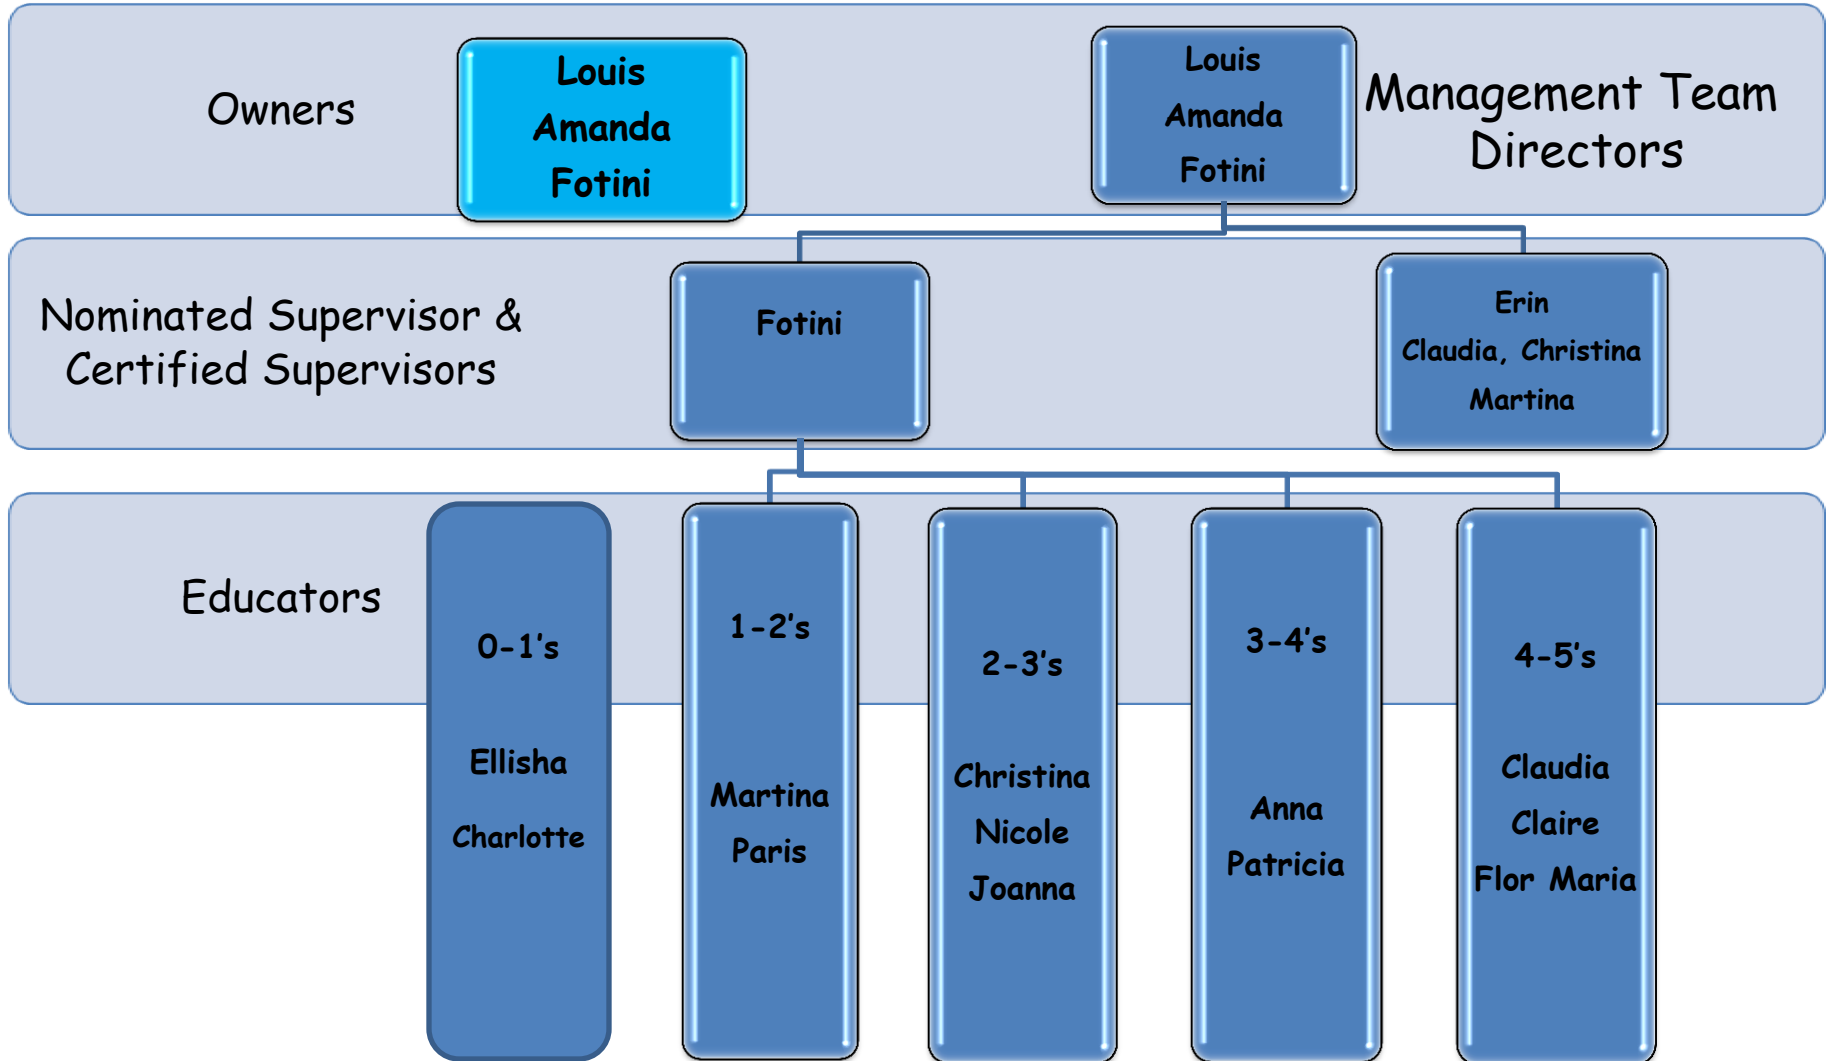 Owners
Louis
Amanda
Fotini
Louis
Amanda
Fotini
Management Team
Directors
Nominated Supervisor &
Certified Supervisors
Fotini
Erin
Claudia, Christina
Martina
Educators
0-1's
Ellisha
Charlotte
1-2's
Martina
Paris
2-3's
Christina
Nicole
Joanna
3-4's
Anna
Patricia
4-5's
Claudia
Claire
Flor Maria